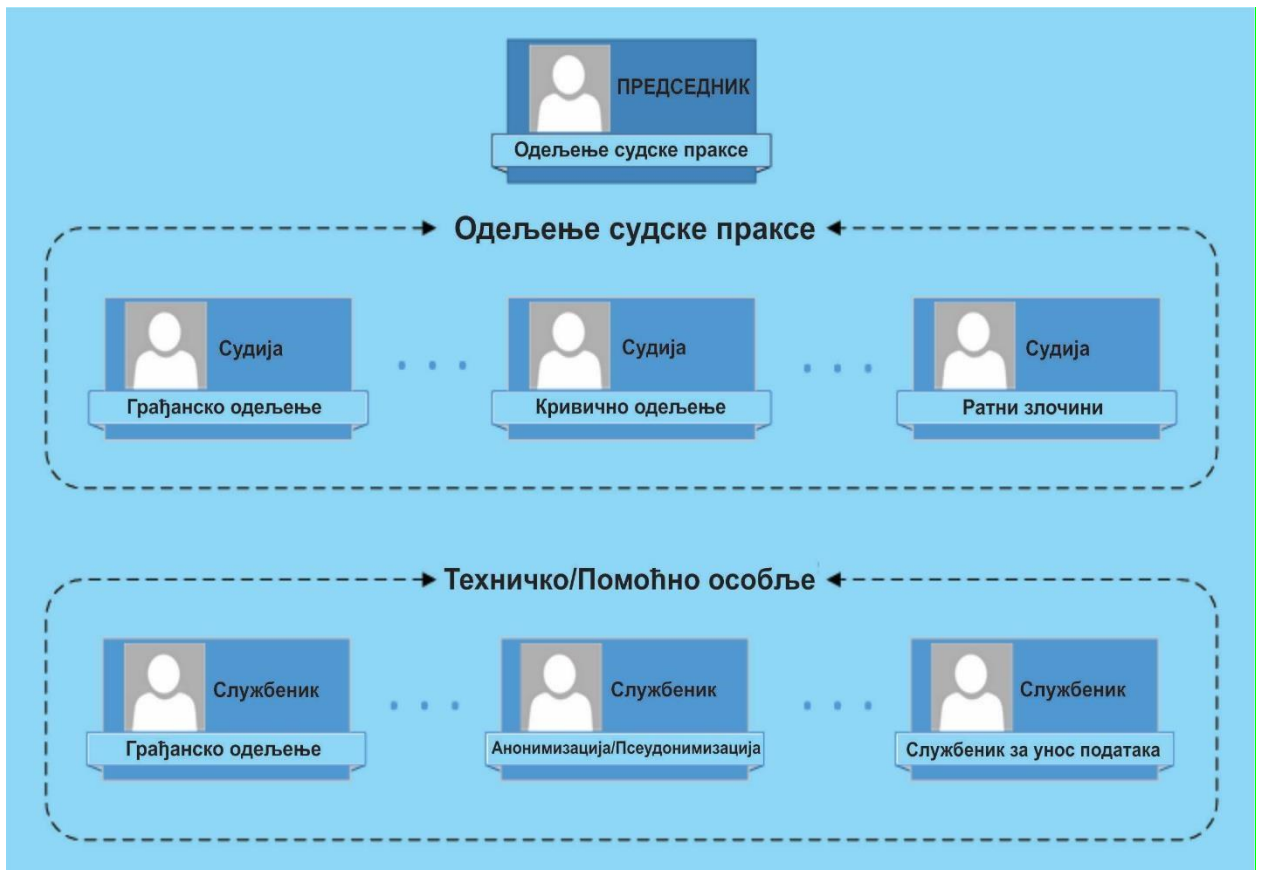 ПРЕДСЕДНИК
Одељење судске праксе
Одељење судске праксе
Судија
Грађанско одељење
Судија
Кривично одељење
Судија
Ратни злочини
Техничко/Помоћно особље
Службеник
Грађанско одељење
Службеник
Анонимизација/Псеудонимизација
Службеник
Службеник за унос података